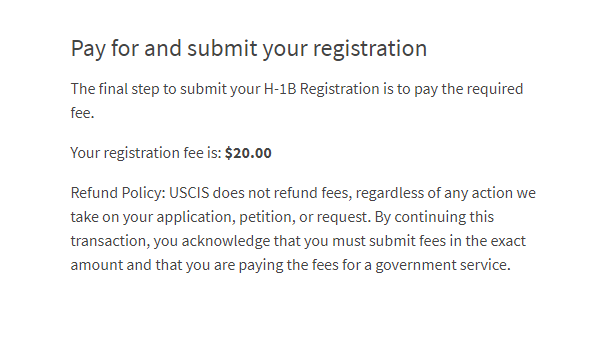 Pay for and submit your registration
The final step to submit your H-1B Registration is to pay the required
fee.
Your registration fee is: $20.00
Refund Policy: USCIS does not refund fees, regardless of any action we
take on your application, petition, or request. By continuing this
transaction, you acknowledge that you must submit fees in the exact
amount and that you are paying the fees for a government service.